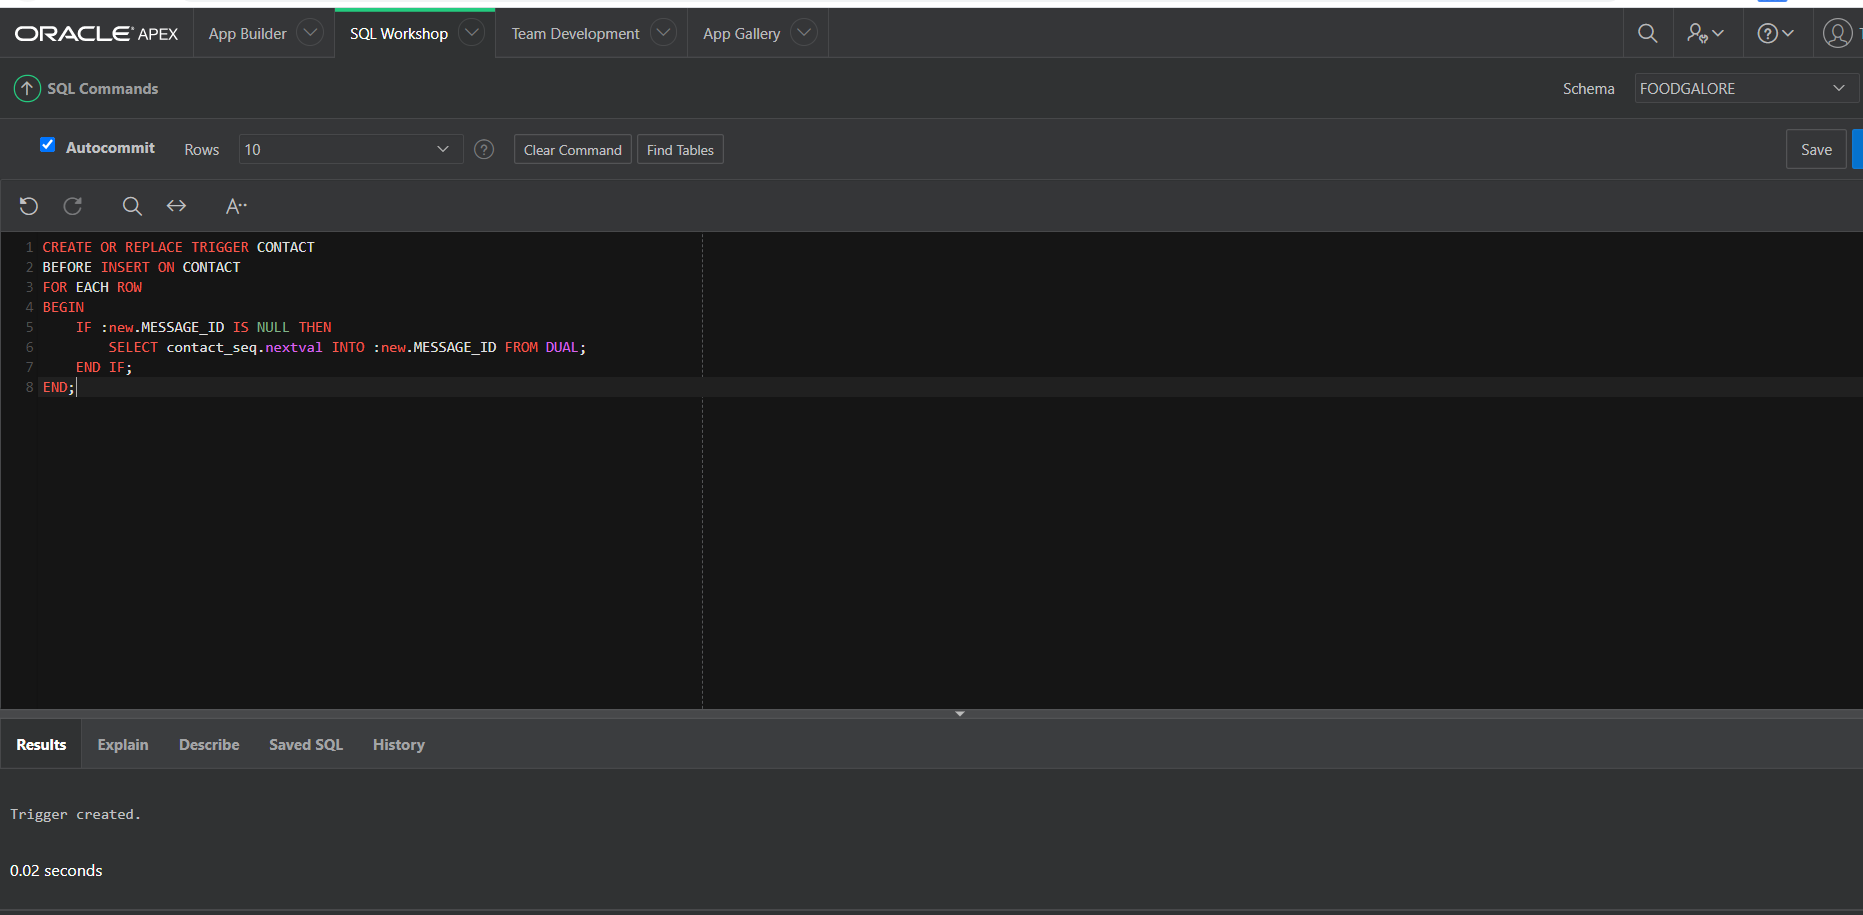 ORACLE APEX App Builder SQL Workshop Team Development App Gallery
SQL Commands Schema FOODGALORE
Autocommit Rows 10 Clear Command Find Tables Save
A
1 CREATE OR REPLACE TRIGGER CONTACT
2 BEFORE INSERT ON CONTACT
3 FOR EACH ROW
4 BEGIN
5 IF :new.MESSAGE_ID IS NULL THEN
6 SELECT contact_seq.nextval INTO :new.MESSAGE_ID FROM DUAL;
7 END IF;
8 END;
Results Explain Describe Saved SQL History
Trigger created.
0.02 seconds